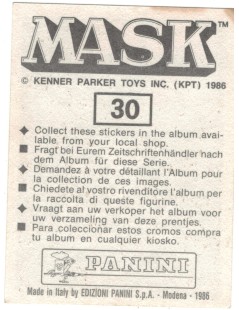 MASK™
© KENNER PARKER TOYS INC. (KPT) 1986
30
◆ Collect these stickers in the album avai-
lable from your local shop.
■ Fragt bei Eurem Zeitschriftenhändler nach
dem Album für diese Serie.
◆ Demandez à votre détaillant l'Album pour
la collection de ces images.
■ Chiedete al vostro rivenditore l'album per
la raccolta di queste figurine.
◆ Vraagt aan uw verkoper het album voor
uw verzameling van deze prentjes.
■ Para coleccionar estos cromos compra
tu album en cualquier kiosko.
PANINI
Made in Italy by EDIZIONI PANINI S.p.A. - Modena - 1986